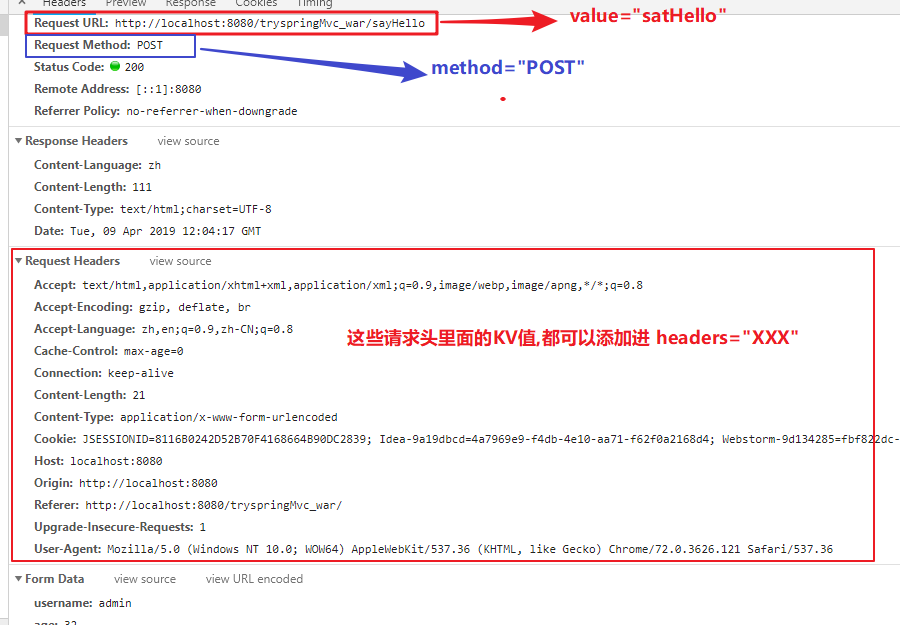 Headers Preview Response Cookies Timing
Request URL: http://localhost:8080/tryspringMvc_war/sayHello
value="satHello"
Request Method: POST
method="POST"
Status Code: 200
Remote Address: [::1]:8080
Referrer Policy: no-referrer-when-downgrade
Response Headers view source
Content-Language: zh
Content-Length: 111
Content-Type: text/html;charset=UTF-8
Date: Tue, 09 Apr 2019 12:04:17 GMT
Request Headers view source
Accept: text/html,application/xhtml+xml,application/xml;q=0.9,image/webp,image/apng,*/*;q=0.8
Accept-Encoding: gzip, deflate, br
Accept-Language: zh,en;q=0.9,zh-CN;q=0.8
这些请求头里面的KV值,都可以添加进 headers="XXX"
Cache-Control: max-age=0
Connection: keep-alive
Content-Length: 21
Content-Type: application/x-www-form-urlencoded
Cookie: JSESSIONID=8116B0242D52B70F4168664B90DC2839; Idea-9a19dbcd=4a7969e9-f4db-4e10-aa71-f62f0a2168d4; Webstorm-9d134285=fbf822dc-
Host: localhost:8080
Origin: http://localhost:8080
Referer: http://localhost:8080/tryspringMvc_war/
Upgrade-Insecure-Requests: 1
User-Agent: Mozilla/5.0 (Windows NT 10.0; WOW64) AppleWebKit/537.36 (KHTML, like Gecko) Chrome/72.0.3626.121 Safari/537.36
Form Data view source view URL encoded
username: admin
age: 32